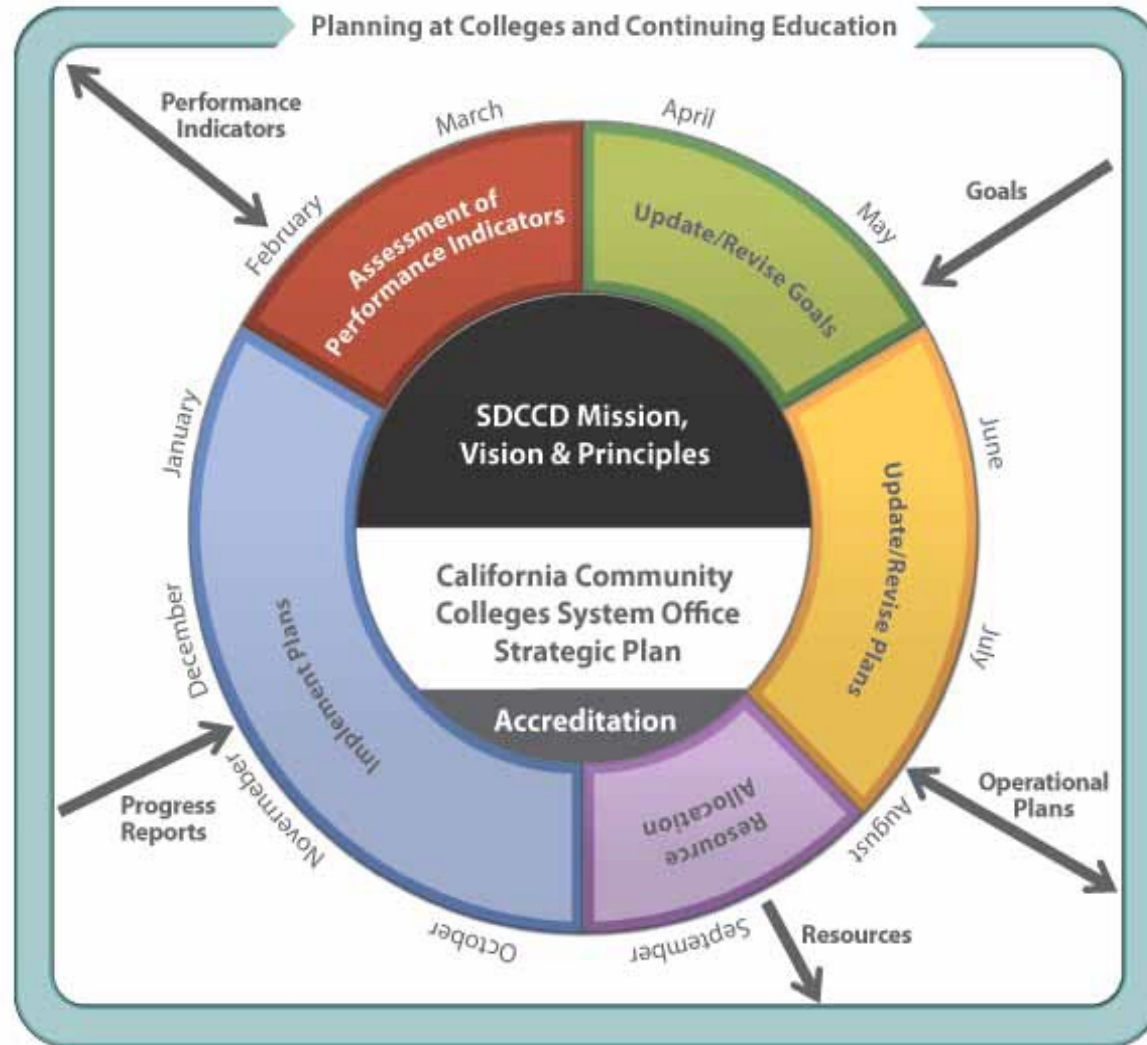 Planning at Colleges and Continuing Education
Performance
Indicators
March
April
February
May
Goals
Assessment of
Performance Indicators
Update/Revise Goals
SDCCD Mission,
Vision & Principles
January
June
Update/Revise Plans
California Community
Colleges System Office
Strategic Plan
December
July
Implement Plans
Accreditation
Progress
Reports
Novermeber
Resource
Allocation
August
Operational
Plans
October
September
Resources